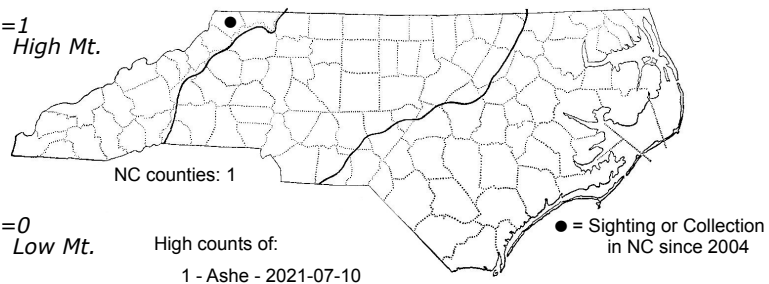 =1
High Mt.
NC counties: 1
=0
Low Mt.
High counts of:
1 - Ashe - 2021-07-10
● = Sighting or Collection
in NC since 2004